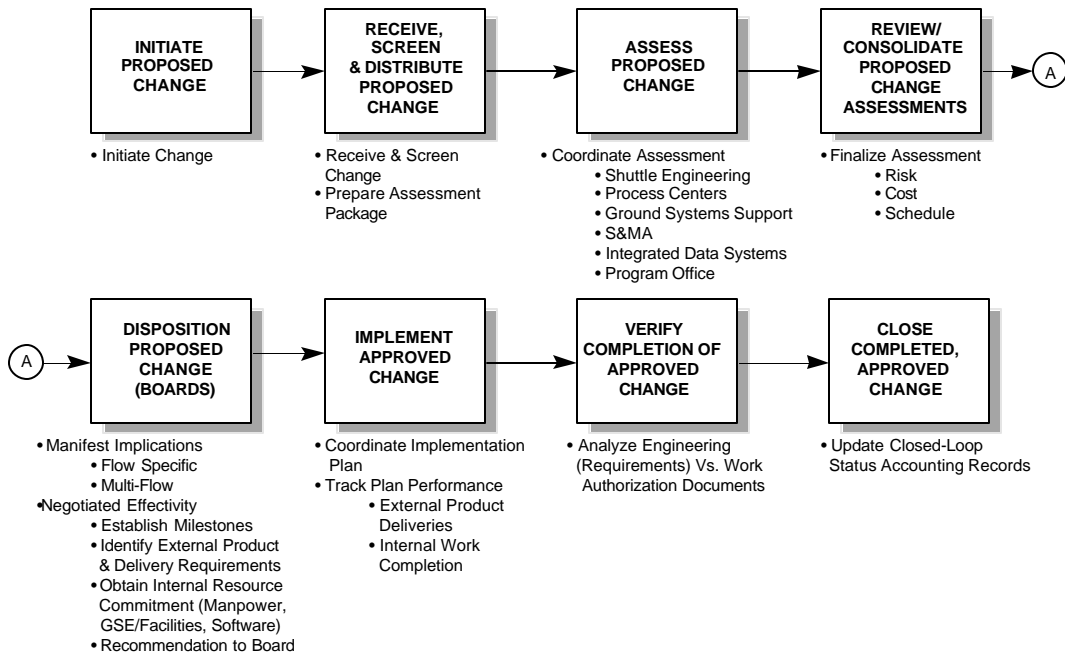 INITIATE
PROPOSED
CHANGE
• Initiate Change
RECEIVE,
SCREEN
& DISTRIBUTE
PROPOSED
CHANGE
• Receive & Screen
Change
• Prepare Assessment
Package
ASSESS
PROPOSED
CHANGE
• Coordinate Assessment
• Shuttle Engineering
• Process Centers
• Ground Systems Support
• S&MA
• Integrated Data Systems
• Program Office
REVIEW/
CONSOLIDATE
PROPOSED
CHANGE
ASSESSMENTS
• Finalize Assessment
• Risk
• Cost
• Schedule
A
A
DISPOSITION
PROPOSED
CHANGE
(BOARDS)
• Manifest Implications
• Flow Specific
• Multi-Flow
•Negotiated Effectivity
• Establish Milestones
• Identify External Product
& Delivery Requirements
• Obtain Internal Resource
Commitment (Manpower,
GSE/Facilities, Software)
• Recommendation to Board
IMPLEMENT
APPROVED
CHANGE
• Coordinate Implementation
Plan
• Track Plan Performance
• External Product
Deliveries
• Internal Work
Completion
VERIFY
COMPLETION OF
APPROVED
CHANGE
• Analyze Engineering
(Requirements) Vs. Work
Authorization Documents
CLOSE
COMPLETED,
APPROVED
CHANGE
• Update Closed-Loop
Status Accounting Records